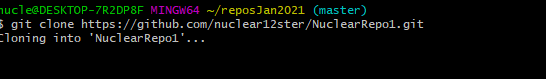 nucle@DESKTOP-7R2DP8F MINGW64 ~/reposJan2021 (master)
$ git clone https://github.com/nuclear12ster/NuclearRepo1.git
Cloning into 'NuclearRepo1'...